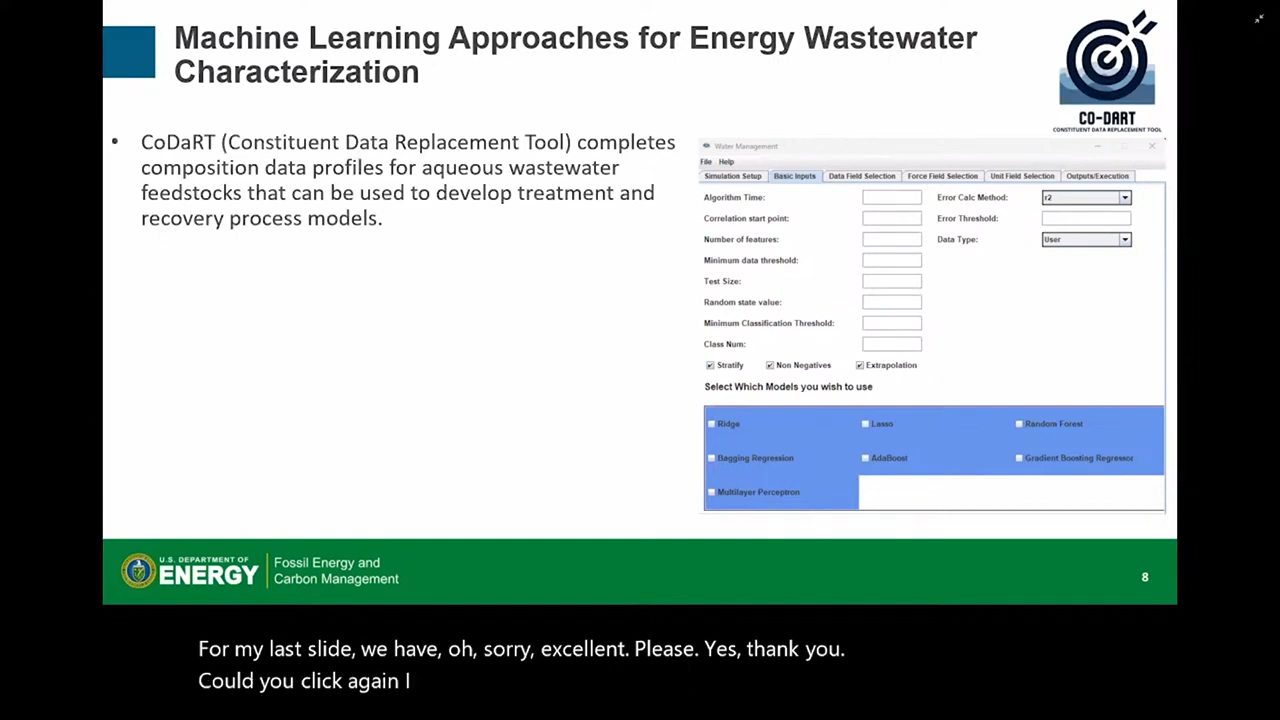 Machine Learning Approaches for Energy Wastewater
Characterization
CO-DART
CONSTITUENT DATA REPLACEMENT TOOL
• CoDaRT (Constituent Data Replacement Tool) completes
composition data profiles for aqueous wastewater
feedstocks that can be used to develop treatment and
recovery process models.
Water Management
File Help
Simulation Setup Basic Inputs Data Field Selection Force Field Selection Unit Field Selection Outputs/Execution
Algorithm Time: Error Calc Method: r2
Correlation start point: Error Threshold:
Number of features: Data Type: User
Minimum data threshold:
Test Size:
Random state value:
Minimum Classification Threshold:
Class Num:
Stratify Non Negatives Extrapolation
Select Which Models you wish to use
Ridge Lasso Random Forest
Bagging Regression AdaBoost Gradient Boosting Regressor
Multilayer Perceptron
U.S. DEPARTMENT OF
ENERGY
Fossil Energy and
Carbon Management
8
For my last slide, we have, oh, sorry, excellent. Please. Yes, thank you.
Could you click again I